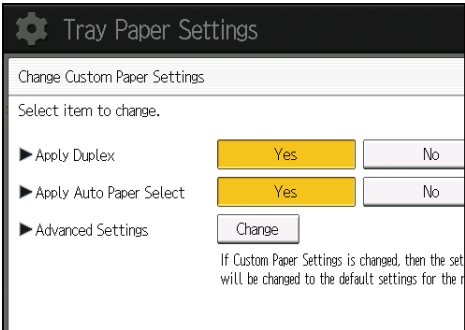 Tray Paper Settings
Change Custom Paper Settings
Select item to change.
▶Apply Duplex Yes No
▶Apply Auto Paper Select Yes No
▶Advanced Settings Change
If Custom Paper Settings is changed, then the set
will be changed to the default settings for the